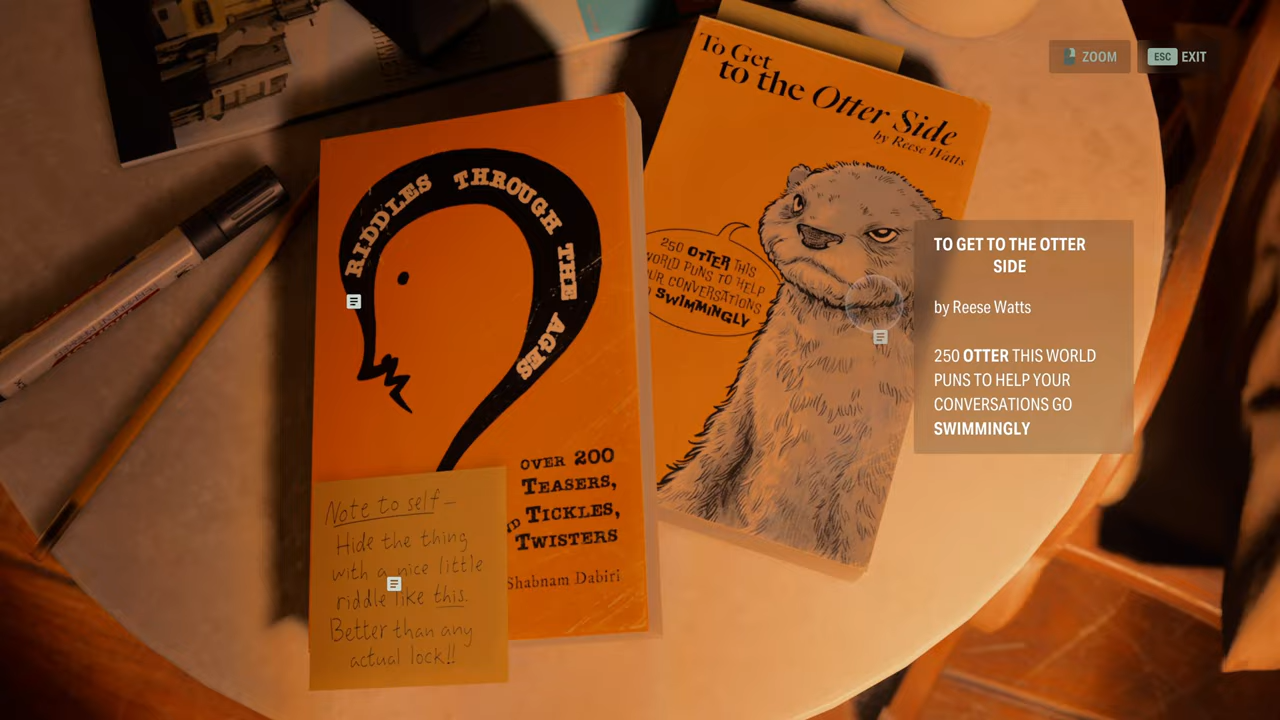 ZOOM
ESC EXIT
To Get
to the Otter Side
by Reese Watts
250 OTTER THIS
WORLD PUNS TO HELP
CONVERSATIONS
SWIMMINGLY
RIDDLES THROUGH THE AGES
OVER 200
TEASERS,
TICKLES,
TWISTERS
Shabnam Dabiri
Note to self—
Hide the thing
with a nice little
riddle like this.
Better than any
actual lock!!
TO GET TO THE OTTER
SIDE
by Reese Watts
250 OTTER THIS WORLD
PUNS TO HELP YOUR
CONVERSATIONS GO
SWIMMINGLY